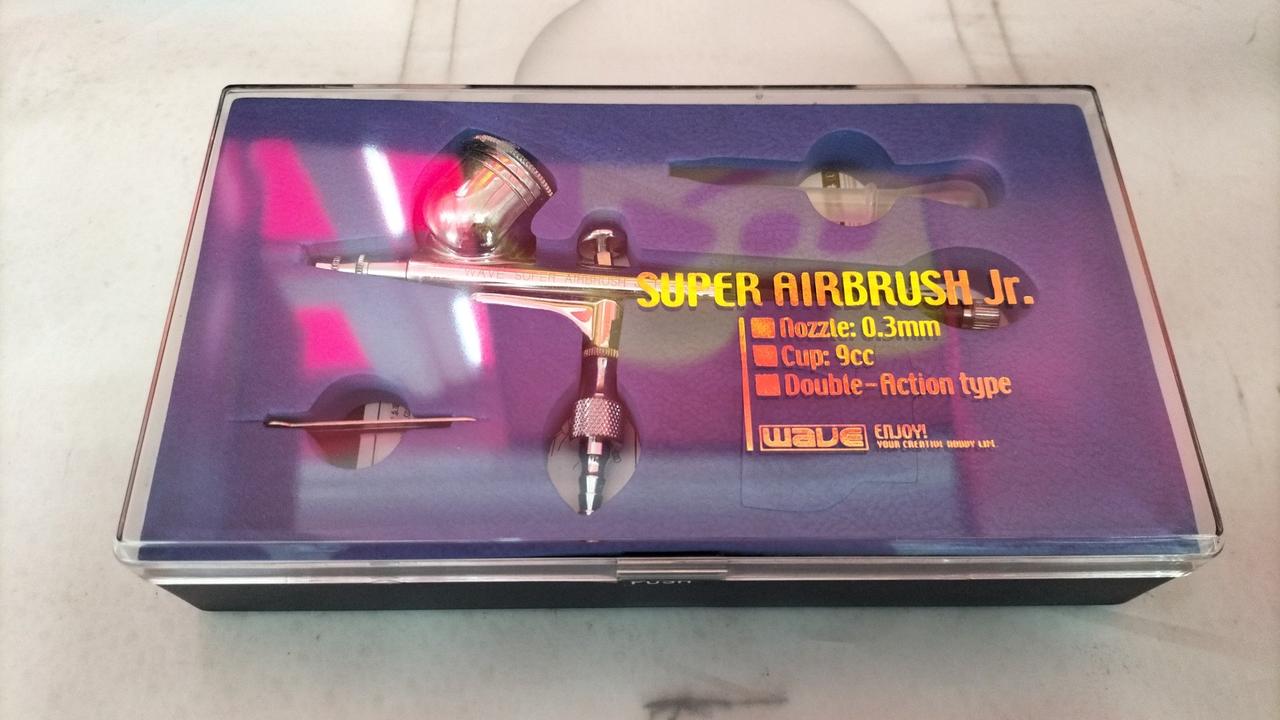 WAVE SUPER AIRBRUSH
SUPER AIRBRUSH Jr.
Nozzle: 0.3mm
Cup: 9cc
Double-Action type
wave ENJOY!
YOUR CREATIVE HOBBY LIFE
PUSH